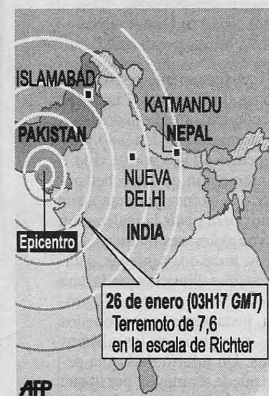 ISLAMABAD
KATMANDU
PAKISTAN
NEPAL
NUEVA
DELHI
INDIA
Epicentro
26 de enero (03H17 GMT)
Terremoto de 7,6
en la escala de Richter
AFP